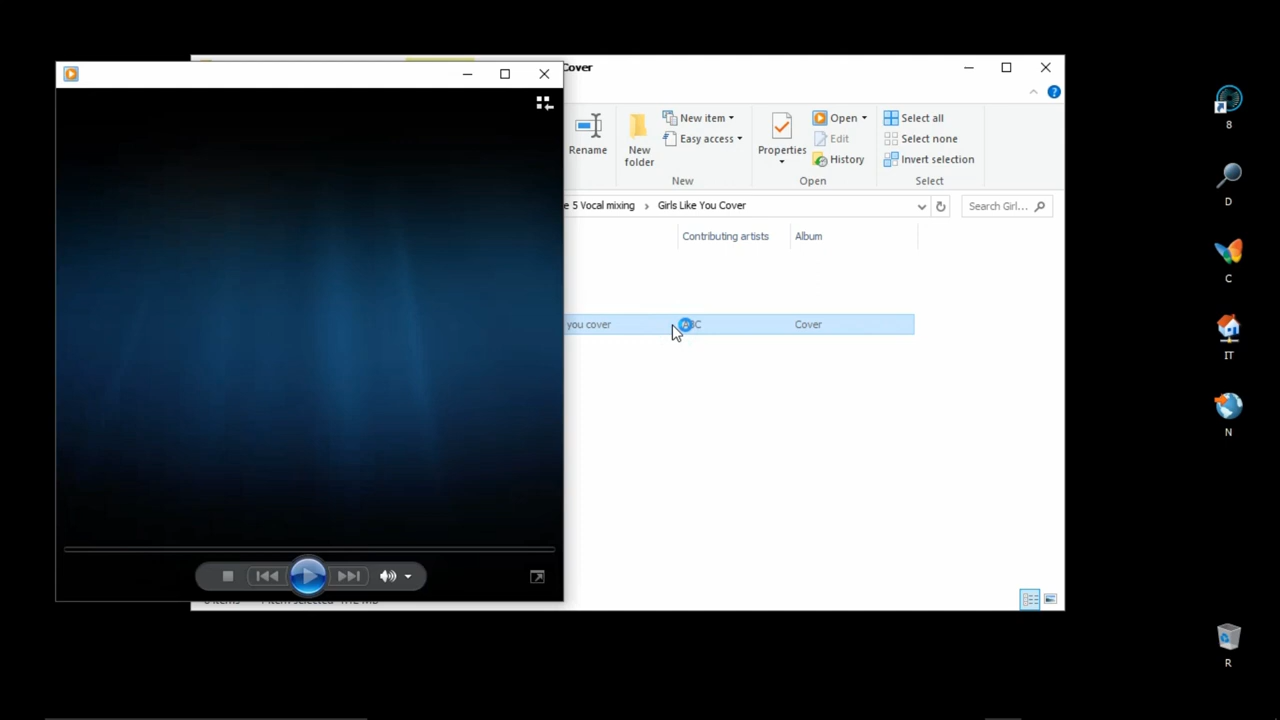 Cover
Rename
New
folder
New item
Easy access
New
Properties
Open
Edit
History
Open
Select all
Select none
Invert selection
Select
e 5 Vocal mixing › Girls Like You Cover
Search Girl...
Contributing artists
Album
you cover
Cover
8
D
C
IT
N
R